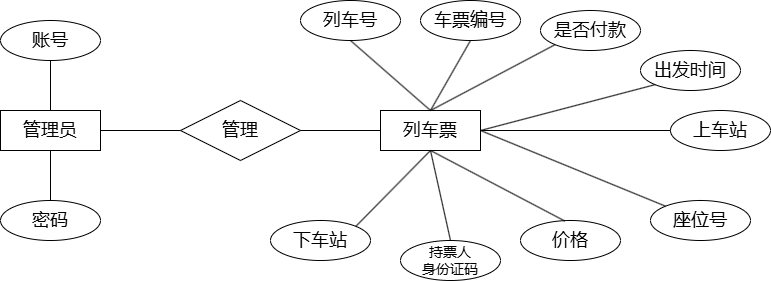 列车号
车票编号
是否付款
账号
出发时间
管理员
管理
列车票
上车站
密码
座位号
下车站
持票人
身份证码
价格